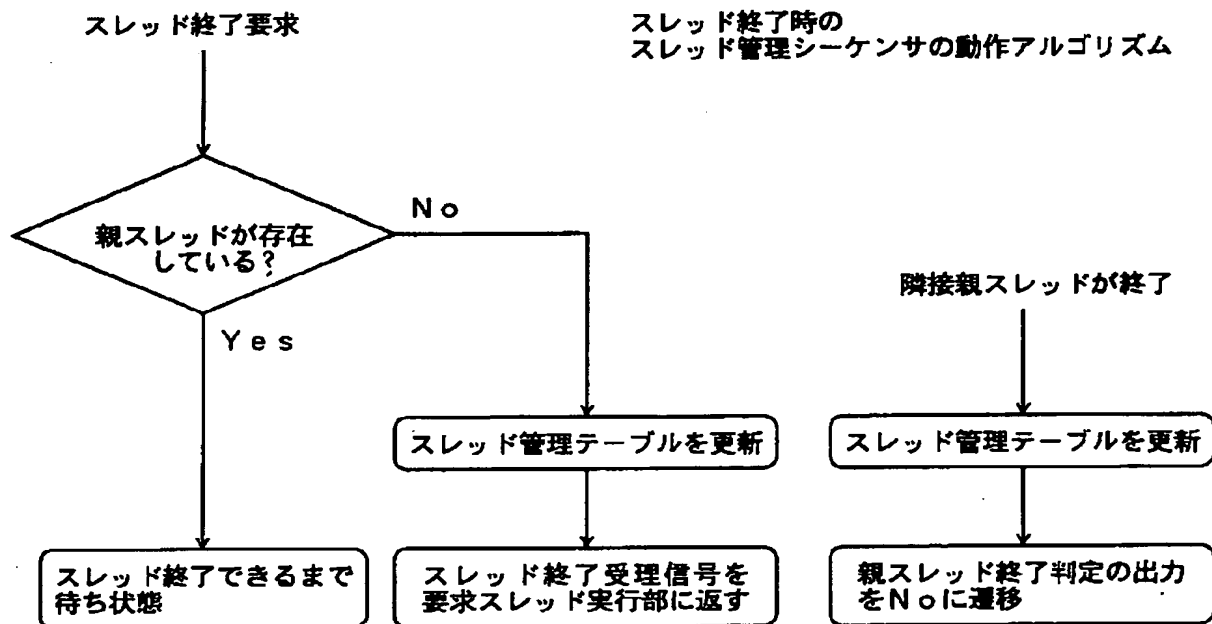 スレッド終了要求
スレッド終了時の
スレッド管理シーケンサの動作アルゴリズム
親スレッドが存在
している?
No
Yes
隣接親スレッドが終了
スレッド管理テーブルを更新
スレッド管理テーブルを更新
スレッド終了できるまで
待ち状態
スレッド終了受理信号を
要求スレッド実行部に返す
親スレッド終了判定の出力
をNoに遷移